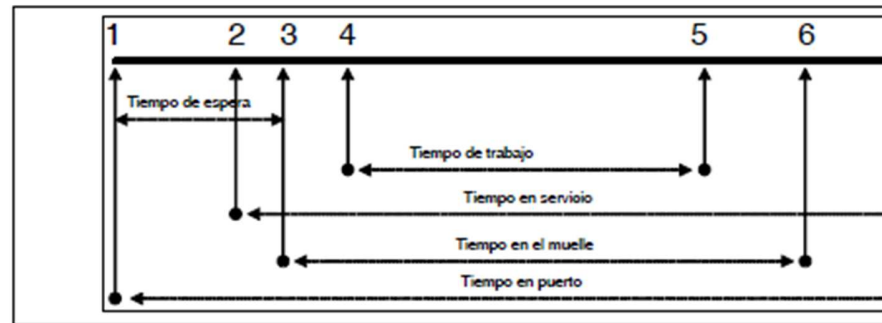 1 2 3 4 5 6
Tiempo de espera
Tiempo de trabajo
Tiempo en servicio
Tiempo en el muelle
Tiempo en puerto